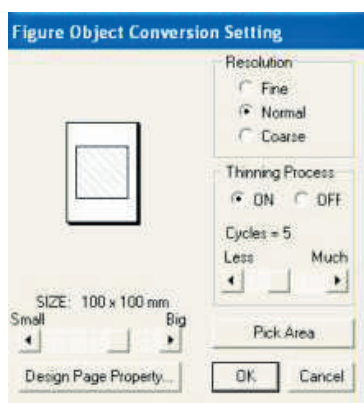 Figure Object Conversion Setting
Resolution
Fine
Normal
Coarse
Thinning Process
ON OFF
Cycles = 5
Less Much
SIZE: 100 x 100 mm
Small Big
Pick Area
Design Page Property...
OK Cancel